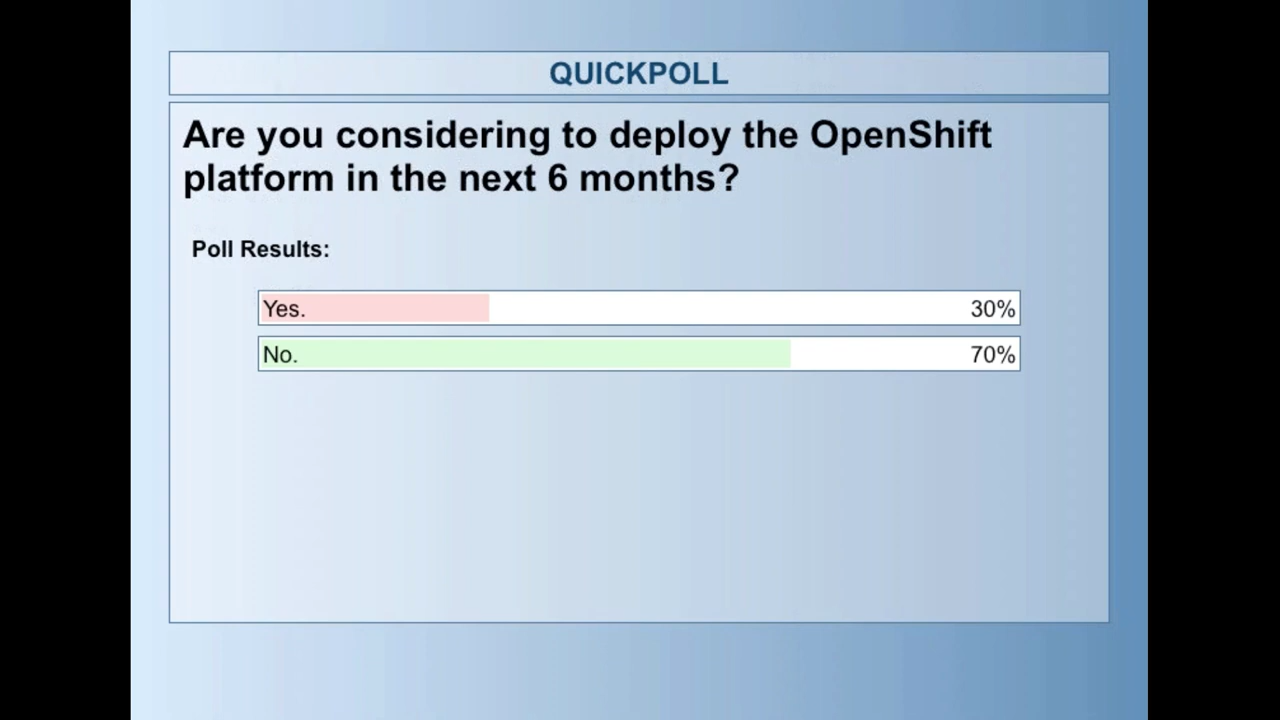 QUICKPOLL
Are you considering to deploy the OpenShift
platform in the next 6 months?
Poll Results:
Yes. 30%
No. 70%